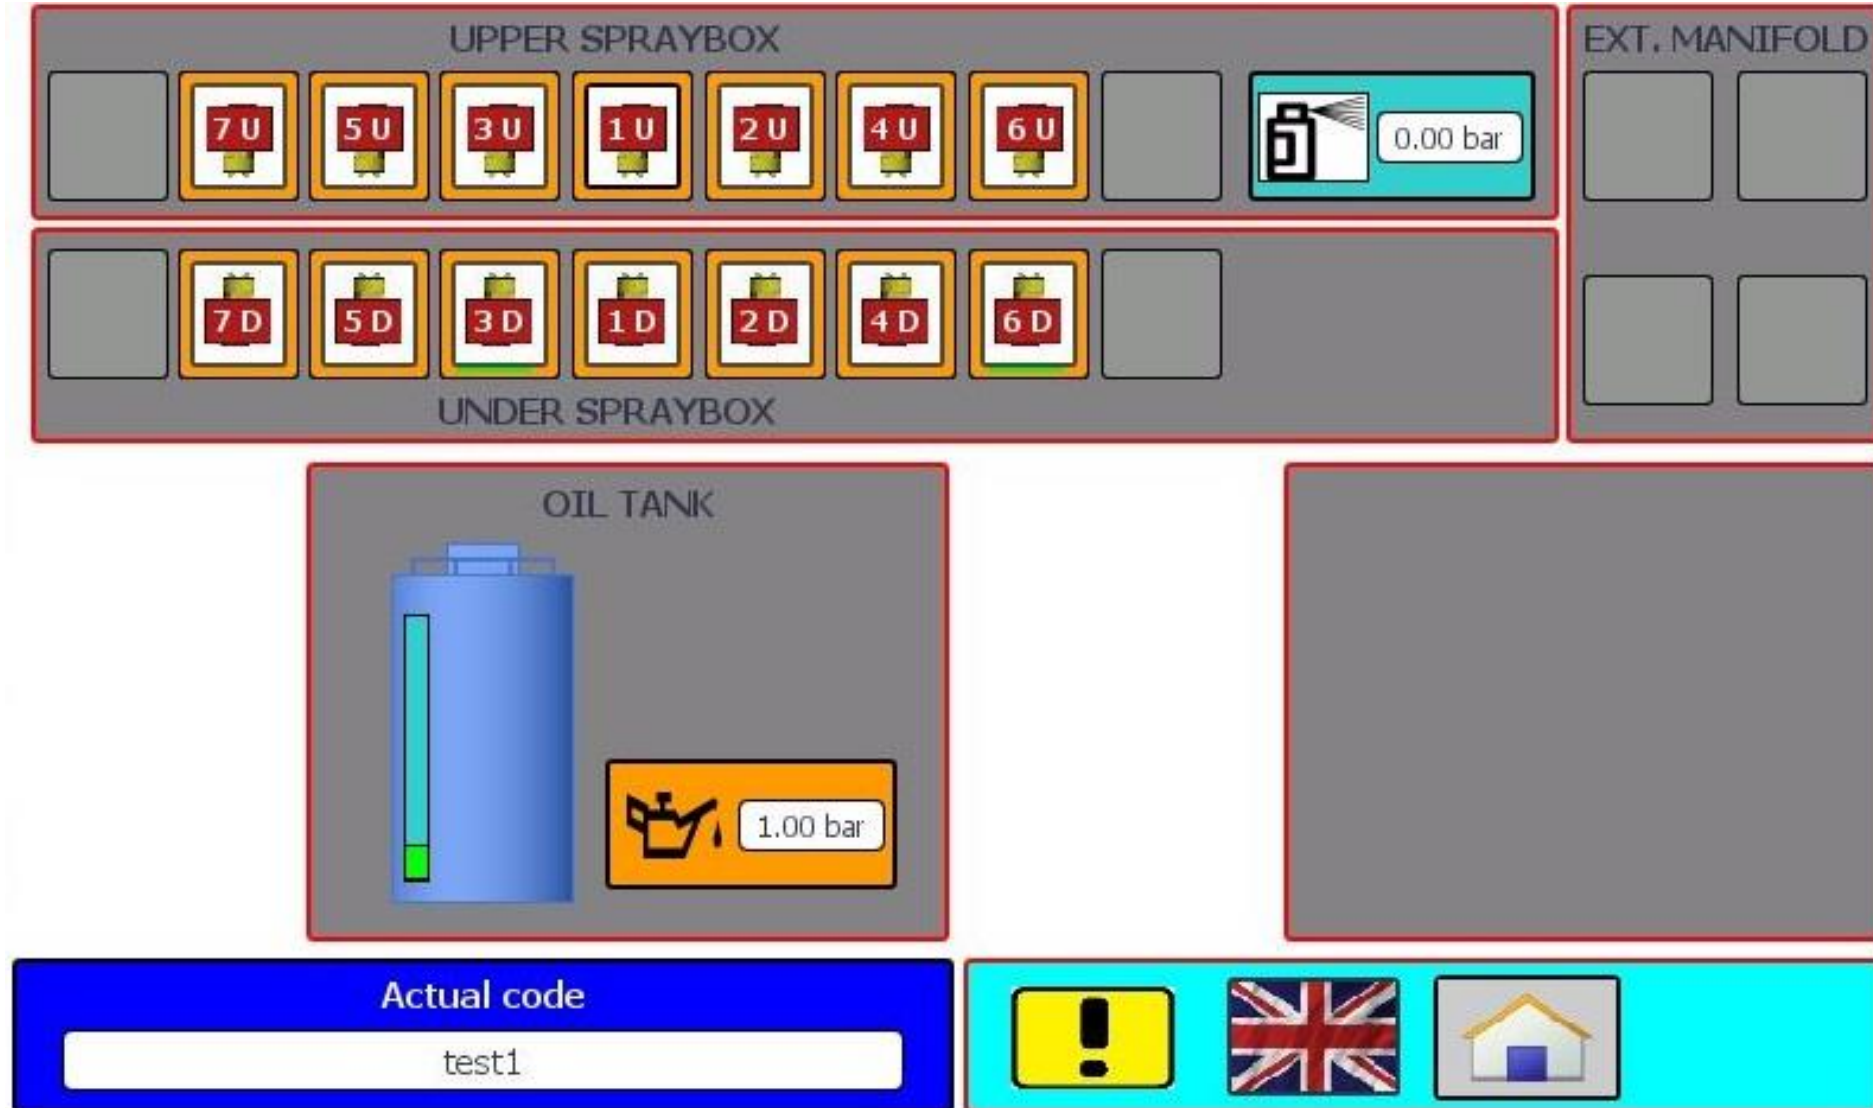 UPPER SPRAYBOX
EXT. MANIFOLD
7 U 5 U 3 U 1 U 2 U 4 U 6 U
0.00 bar
7 D 5 D 3 D 1 D 2 D 4 D 6 D
UNDER SPRAYBOX
OIL TANK
1.00 bar
Actual code
test1
!